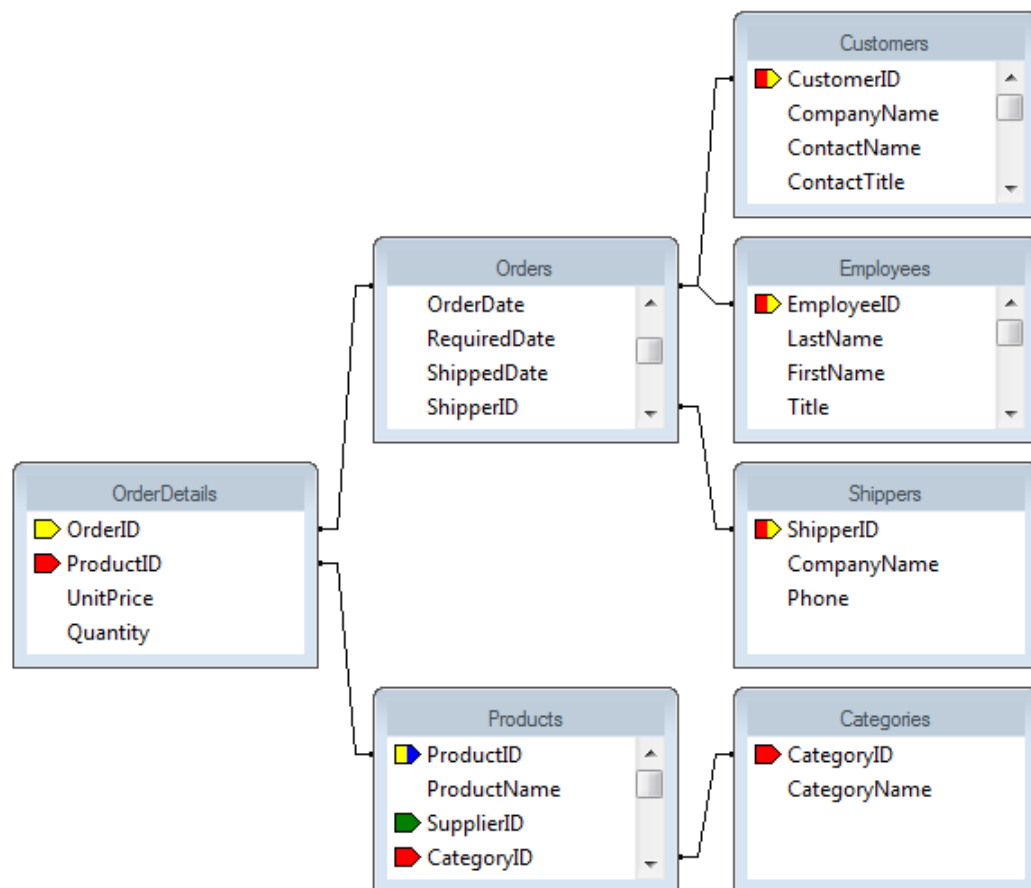 Customers
CustomerID
CompanyName
ContactName
ContactTitle
Orders
OrderDate
RequiredDate
ShippedDate
ShipperID
Employees
EmployeeID
LastName
FirstName
Title
OrderDetails
OrderID
ProductID
UnitPrice
Quantity
Shippers
ShipperID
CompanyName
Phone
Products
ProductID
ProductName
SupplierID
CategoryID
Categories
CategoryID
CategoryName